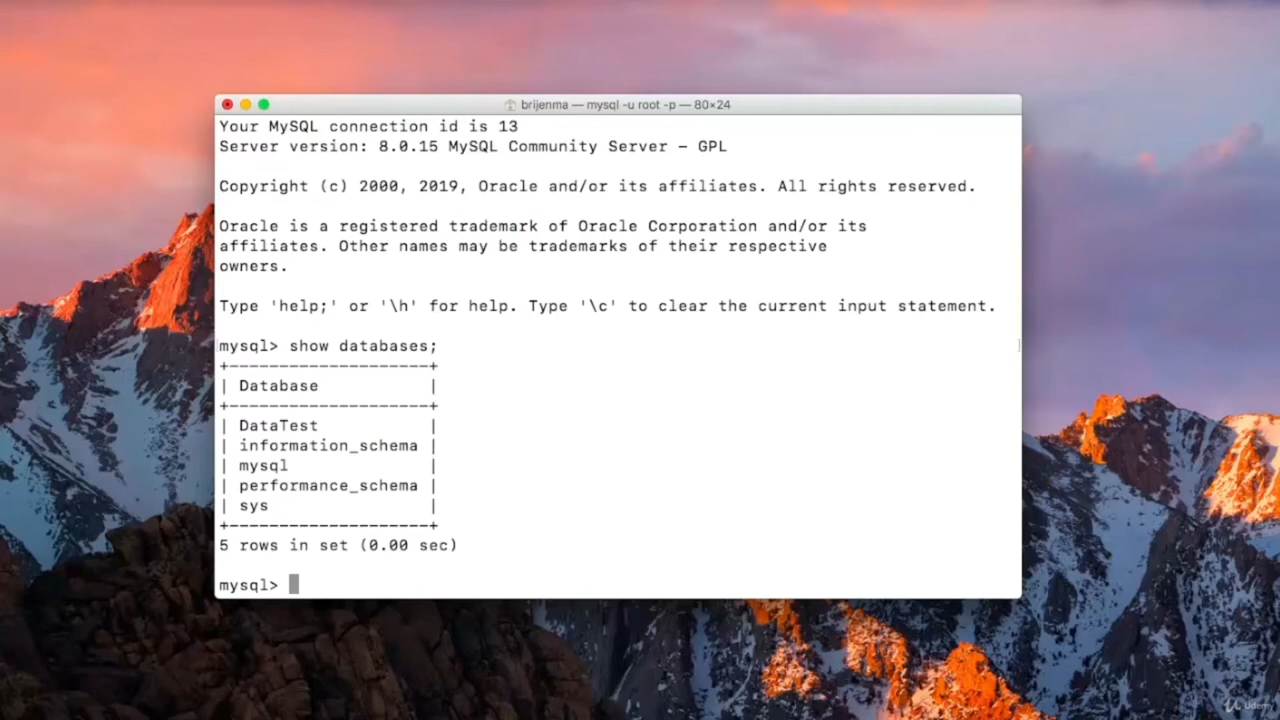 brijenma — mysql -u root -p — 80×24
Your MySQL connection id is 13
Server version: 8.0.15 MySQL Community Server - GPL
Copyright (c) 2000, 2019, Oracle and/or its affiliates. All rights reserved.
Oracle is a registered trademark of Oracle Corporation and/or its
affiliates. Other names may be trademarks of their respective
owners.
Type 'help;' or '\h' for help. Type '\c' to clear the current input statement.
mysql> show databases;
+--------------------+
| Database           |
+--------------------+
| DataTest           |
| information_schema |
| mysql              |
| performance_schema |
| sys                |
+--------------------+
5 rows in set (0.00 sec)
mysql>
Udemy